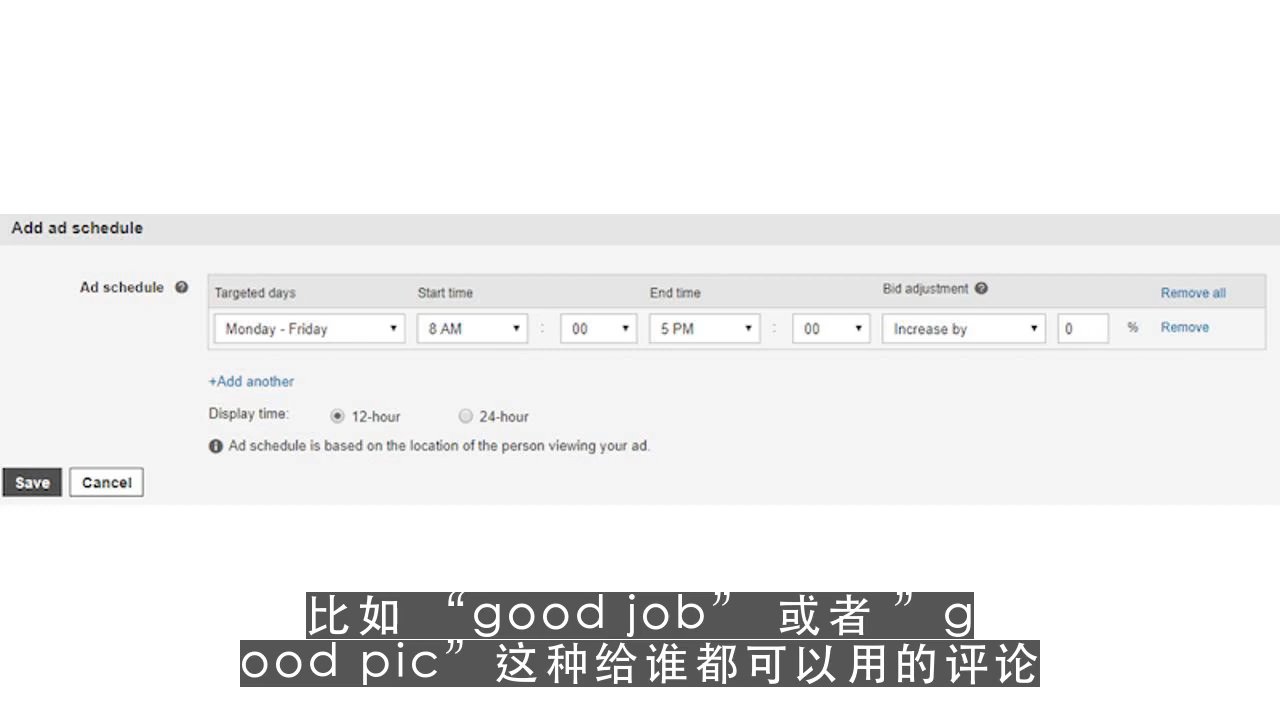 Add ad schedule
Ad schedule
Targeted days Start time End time Bid adjustment Remove all
Monday - Friday 8 AM : 00 5 PM : 00 Increase by 0 % Remove
+Add another
Display time: 12-hour 24-hour
Ad schedule is based on the location of the person viewing your ad.
Save Cancel
比如 “good job” 或者 ”g
ood pic”这种给谁都可以用的评论